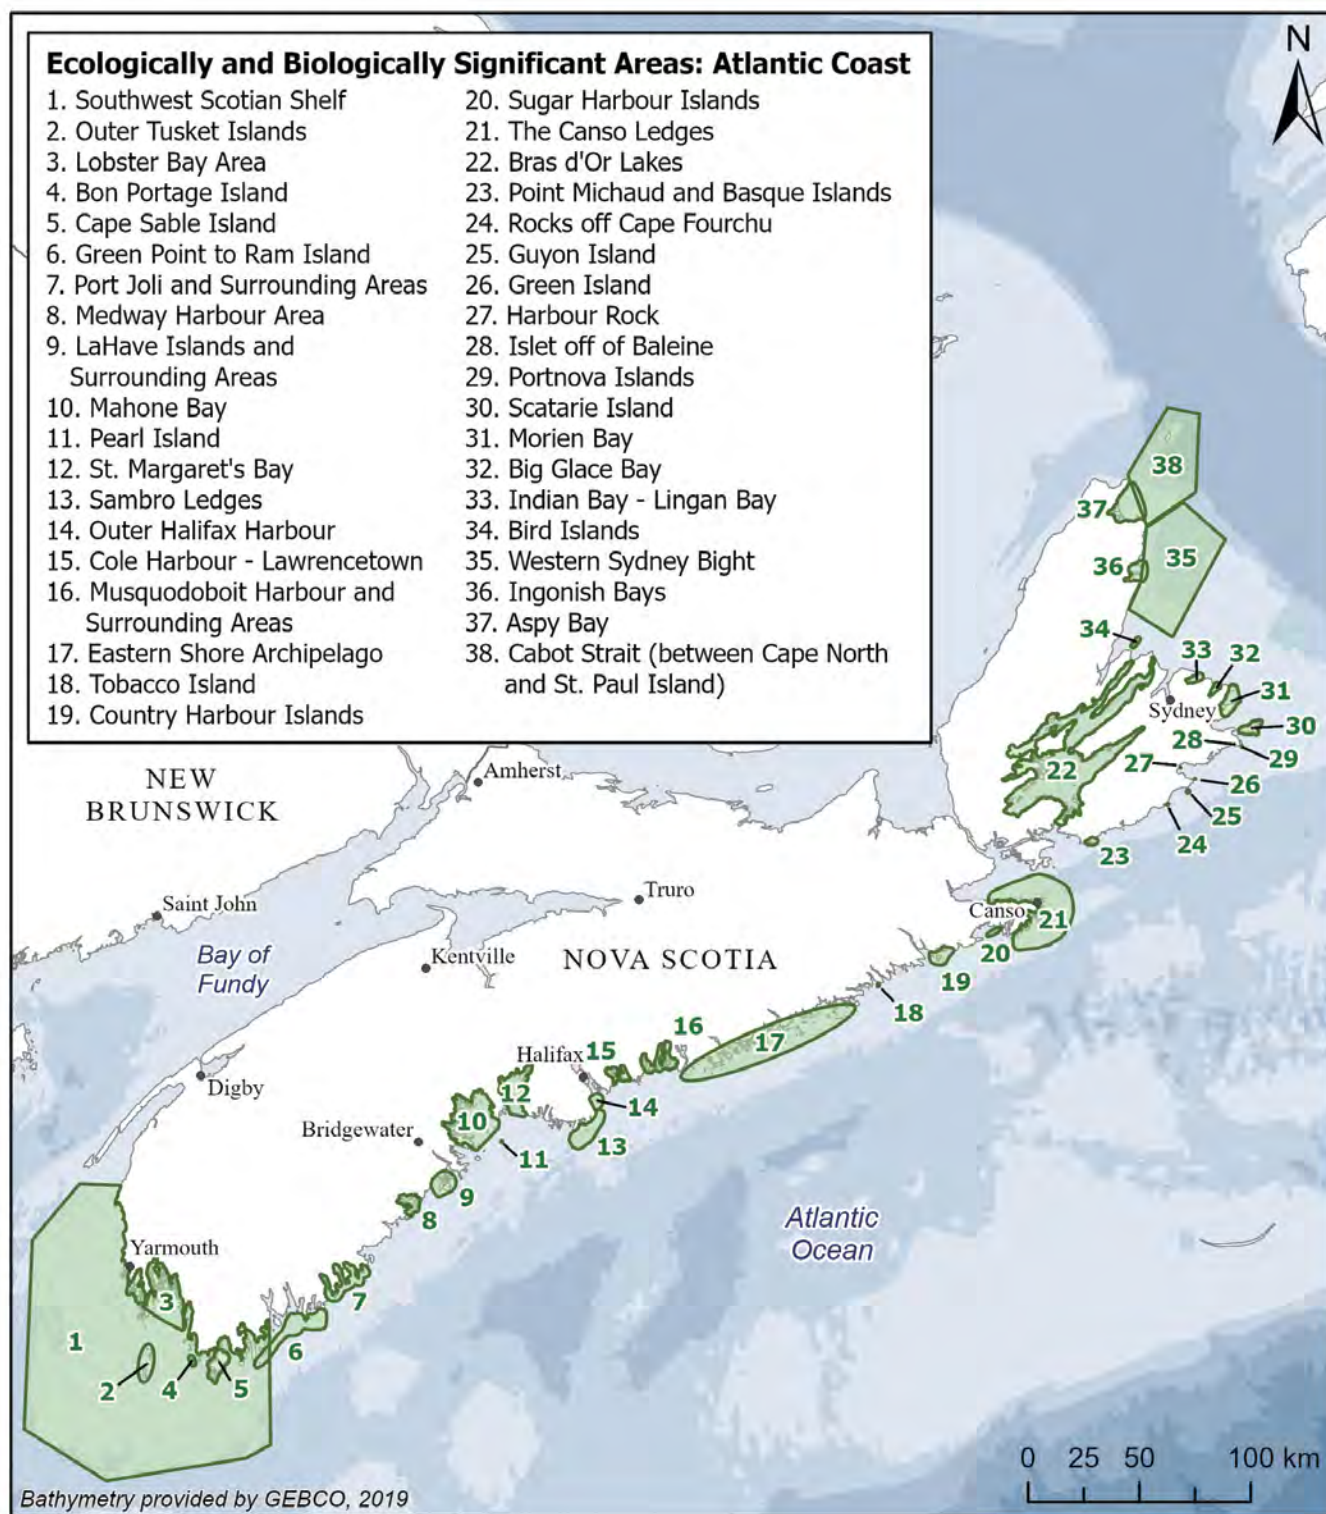 N
Ecologically and Biologically Significant Areas: Atlantic Coast
1. Southwest Scotian Shelf
2. Outer Tusket Islands
3. Lobster Bay Area
4. Bon Portage Island
5. Cape Sable Island
6. Green Point to Ram Island
7. Port Joli and Surrounding Areas
8. Medway Harbour Area
9. LaHave Islands and
Surrounding Areas
10. Mahone Bay
11. Pearl Island
12. St. Margaret's Bay
13. Sambro Ledges
14. Outer Halifax Harbour
15. Cole Harbour - Lawrencetown
16. Musquodoboit Harbour and
Surrounding Areas
17. Eastern Shore Archipelago
18. Tobacco Island
19. Country Harbour Islands
20. Sugar Harbour Islands
21. The Canso Ledges
22. Bras d'Or Lakes
23. Point Michaud and Basque Islands
24. Rocks off Cape Fourchu
25. Guyon Island
26. Green Island
27. Harbour Rock
28. Islet off of Baleine
29. Portnova Islands
30. Scatarie Island
31. Morien Bay
32. Big Glace Bay
33. Indian Bay - Lingan Bay
34. Bird Islands
35. Western Sydney Bight
36. Ingonish Bays
37. Aspy Bay
38. Cabot Strait (between Cape North
and St. Paul Island)
38
37
35
36
34
33
32
31
Sydney
30
28
29
22
27
26
25
24
23
NEW
BRUNSWICK
Amherst
Saint John
Truro
Canso
21
20
Bay of
Fundy
Kentville
NOVA SCOTIA
19
18
17
16
15
Halifax
Digby
12
14
10
Bridgewater
13
11
9
8
Atlantic
Ocean
Yarmouth
3
7
1
6
2
4
5
0 25 50 100 km
Bathymetry provided by GEBCO, 2019